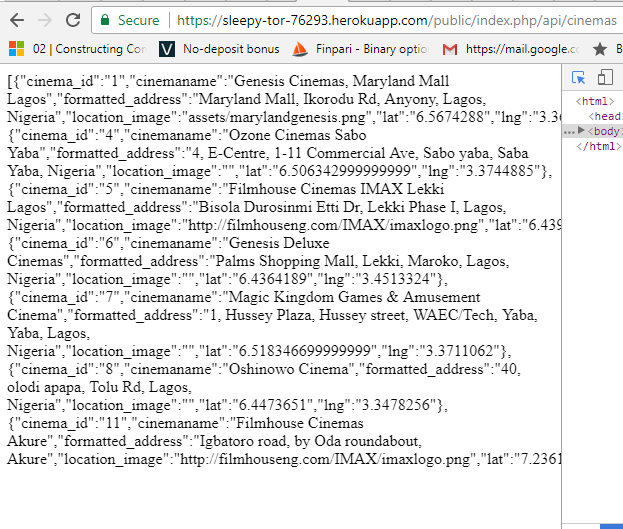 Secure https://sleepy-tor-76293.herokuapp.com/public/index.php/api/cinemas
02 | Constructing Con No-deposit bonus Finpari - Binary option https://mail.google.co Bi
[{"cinema_id":"1","cinemaname":"Genesis Cinemas, Maryland Mall
Lagos","formatted_address":"Maryland Mall, Ikorodu Rd, Anyony, Lagos,
Nigeria","location_image":"assets/marylandgenesis.png","lat":"6.5674288","lng":"3.36
{"cinema_id":"4","cinemaname":"Ozone Cinemas Sabo
Yaba","formatted_address":"4, E-Centre, 1-11 Commercial Ave, Sabo yaba, Saba
Yaba, Nigeria","location_image":"","lat":"6.506342999999999","lng":"3.3744885"},
{"cinema_id":"5","cinemaname":"Filmhouse Cinemas IMAX Lekki
Lagos","formatted_address":"Bisola Durosinmi Etti Dr, Lekki Phase I, Lagos,
Nigeria","location_image":"http://filmhouseng.com/IMAX/imaxlogo.png","lat":"6.439
{"cinema_id":"6","cinemaname":"Genesis Deluxe
Cinemas","formatted_address":"Palms Shopping Mall, Lekki, Maroko, Lagos,
Nigeria","location_image":"","lat":"6.4364189","lng":"3.4513324"},
{"cinema_id":"7","cinemaname":"Magic Kingdom Games & Amusement
Cinema","formatted_address":"1, Hussey Plaza, Hussey street, WAEC/Tech, Yaba,
Yaba, Lagos,
Nigeria","location_image":"","lat":"6.518346699999999","lng":"3.3711062"},
{"cinema_id":"8","cinemaname":"Oshinowo Cinema","formatted_address":"40,
olodi apapa, Tolu Rd, Lagos,
Nigeria","location_image":"","lat":"6.4473651","lng":"3.3478256"},
{"cinema_id":"11","cinemaname":"Filmhouse Cinemas
Akure","formatted_address":"Igbatoro road, by Oda roundabout,
Akure","location_image":"http://filmhouseng.com/IMAX/imaxlogo.png","lat":"7.2361
<html>
<head
<body
</html>